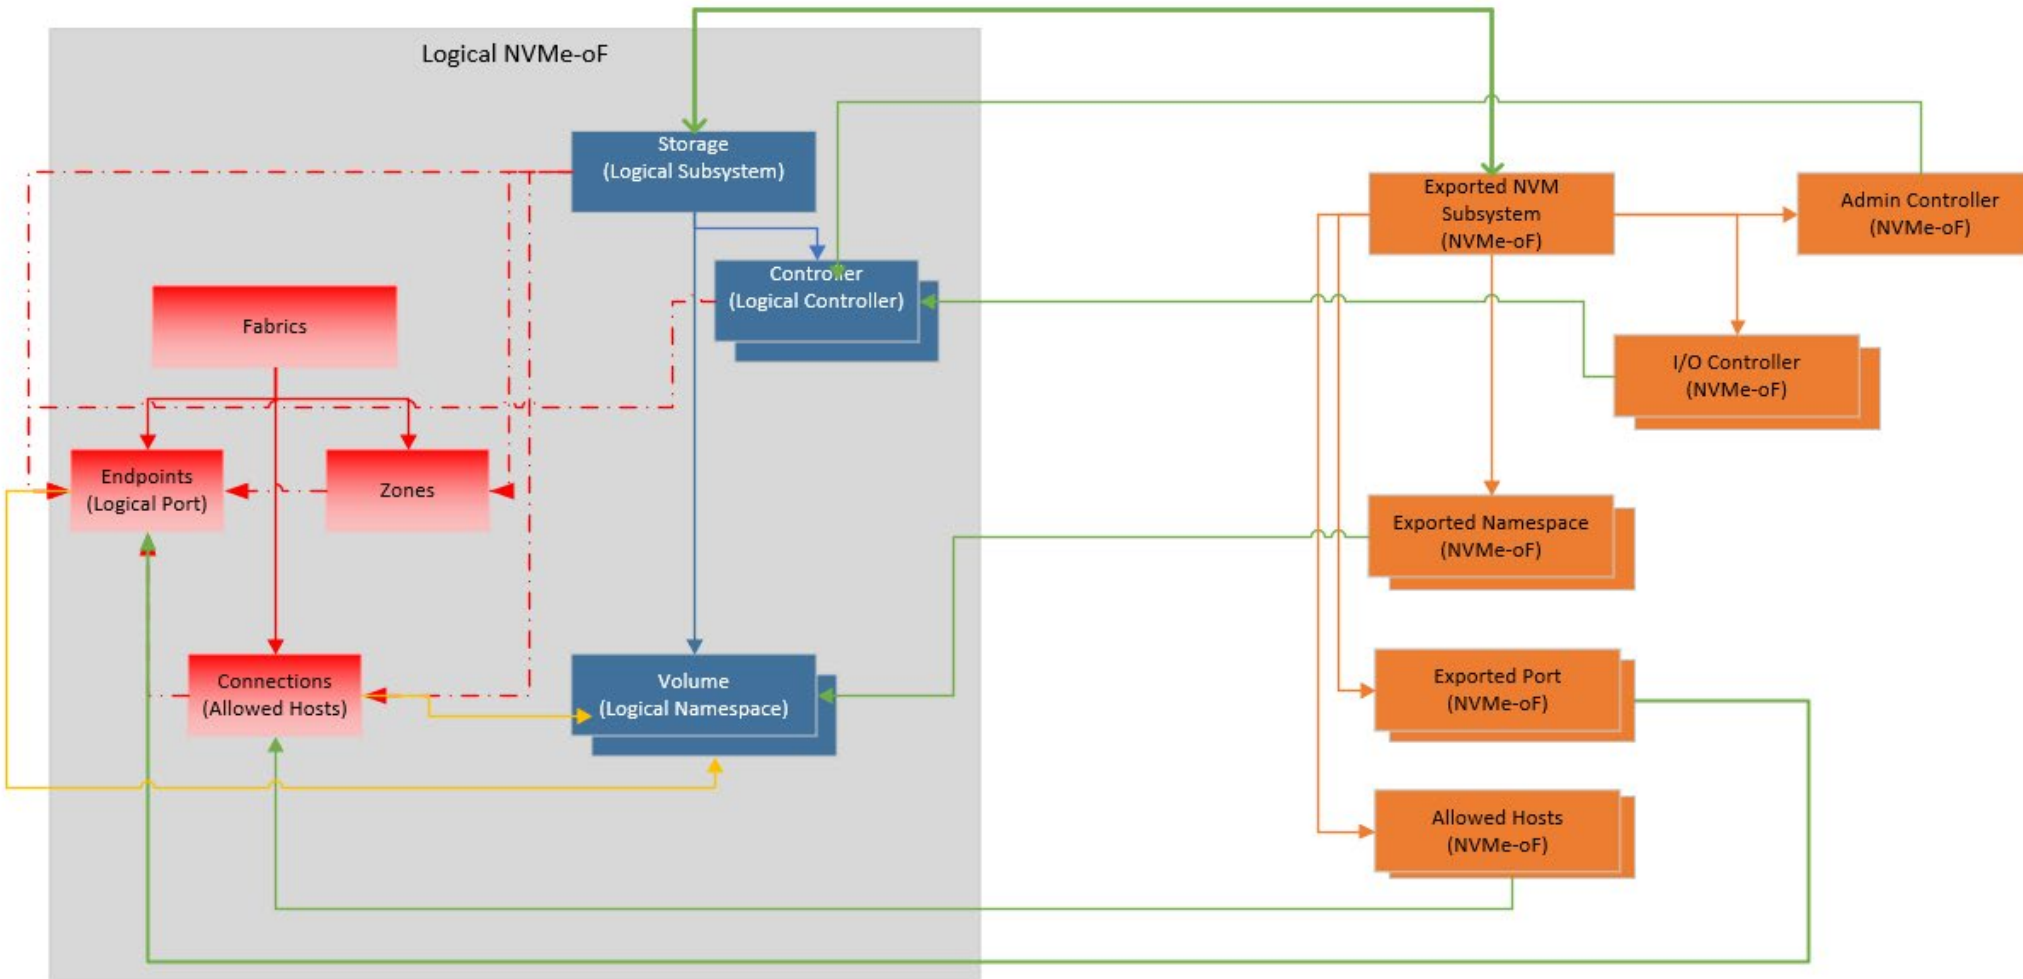 Logical NVMe-oF
Storage
(Logical Subsystem)
Exported NVM
Subsystem
(NVMe-oF)
Admin Controller
(NVMe-oF)
Controller
(Logical Controller)
Fabrics
I/O Controller
(NVMe-oF)
Endpoints
(Logical Port)
Zones
Exported Namespace
(NVMe-oF)
Connections
(Allowed Hosts)
Volume
(Logical Namespace)
Exported Port
(NVMe-oF)
Allowed Hosts
(NVMe-oF)